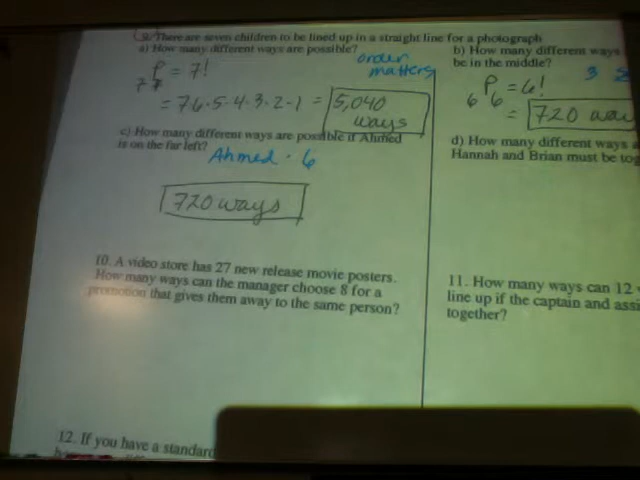 9. There are seven children to be lined up in a straight line for a photograph
a) How many different ways are possible?
order
matters
7P7 = 7!
= 7·6·5·4·3·2·1 = 5,040
ways
c) How many different ways are possible if Ahmed
is on the far left?
Ahmed · 6
720 ways
b) How many different ways
be in the middle?
3
6P6 = 6!
= 720
d) How many different ways
Hannah and Brian must be
10. A video store has 27 new release movie posters.
How many ways can the manager choose 8 for a
promotion that gives them away to the same person?
11. How many ways can 12
line up if the captain and
together?
12. If you have a standard